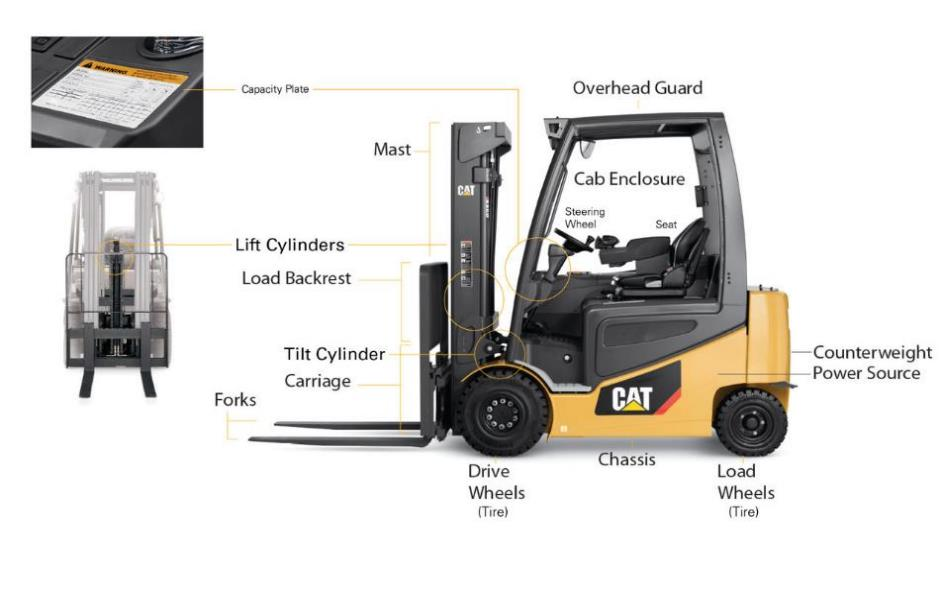 WARNING
Capacity Plate
Overhead Guard
Mast
CAT
Cab Enclosure
Steering
Wheel
Seat
Lift Cylinders
Load Backrest
Tilt Cylinder
Carriage
Counterweight
Power Source
Forks
CAT
Chassis
Drive
Wheels
(Tire)
Load
Wheels
(Tire)